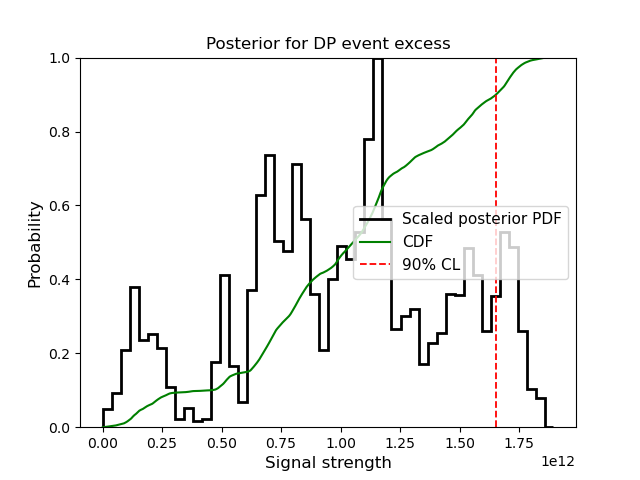 Posterior for DP event excess
Probability
1.0
0.8
0.6
0.4
0.2
0.0
Scaled posterior PDF
CDF
90% CL
0.00 0.25 0.50 0.75 1.00 1.25 1.50 1.75
1e12
Signal strength